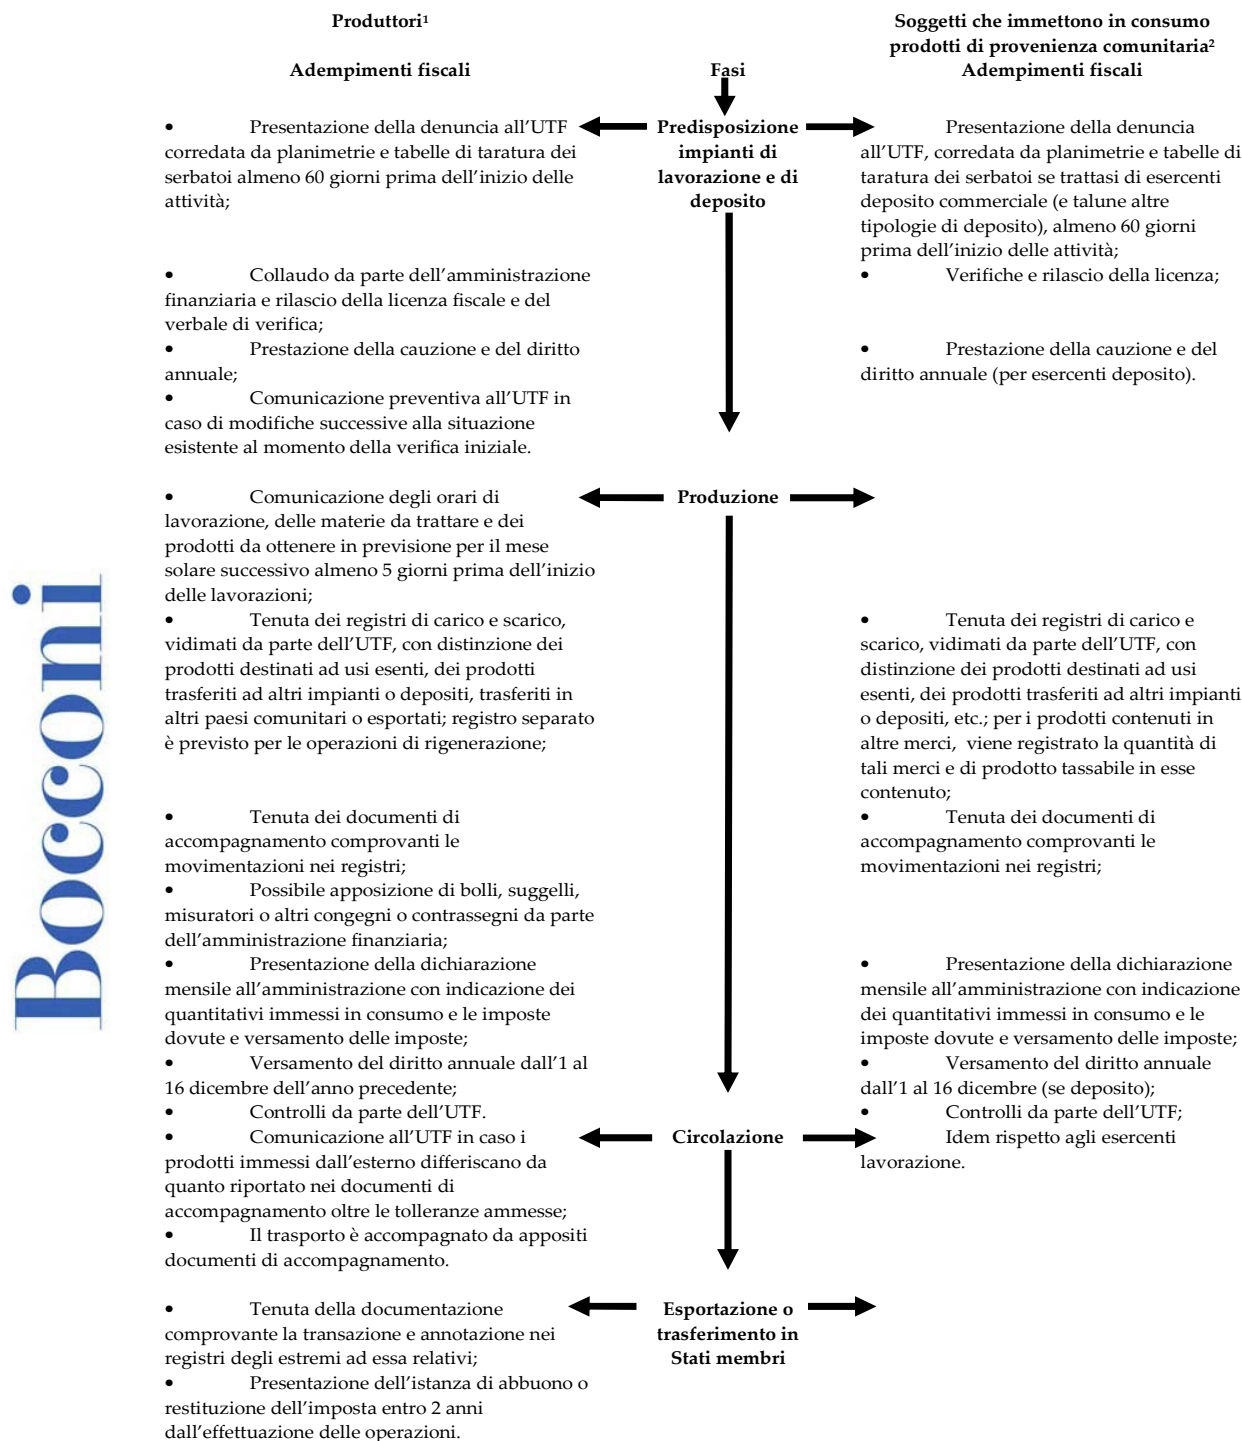 Produttori¹
Adempimenti fiscali
Fasi
Soggetti che immettono in consumo
prodotti di provenienza comunitaria²
Adempimenti fiscali
• Presentazione della denuncia all’UTF
corredata da planimetrie e tabelle di taratura dei
serbatoi almeno 60 giorni prima dell’inizio delle
attività;
• Collaudo da parte dell’amministrazione
finanziaria e rilascio della licenza fiscale e del
verbale di verifica;
• Prestazione della cauzione e del diritto
annuale;
• Comunicazione preventiva all’UTF in
caso di modifiche successive alla situazione
esistente al momento della verifica iniziale.
Predisposizione
impianti di
lavorazione e di
deposito
Presentazione della denuncia
all’UTF, corredata da planimetrie e tabelle di
taratura dei serbatoi se trattasi di esercenti
deposito commerciale (e talune altre
tipologie di deposito), almeno 60 giorni
prima dell’inizio delle attività;
• Verifiche e rilascio della licenza;
• Prestazione della cauzione e del
diritto annuale (per esercenti deposito).
• Comunicazione degli orari di
lavorazione, delle materie da trattare e dei
prodotti da ottenere in previsione per il mese
solare successivo almeno 5 giorni prima dell’inizio
delle lavorazioni;
• Tenuta dei registri di carico e scarico,
vidimati da parte dell’UTF, con distinzione dei
prodotti destinati ad usi esenti, dei prodotti
trasferiti ad altri impianti o depositi, trasferiti in
altri paesi comunitari o esportati; registro separato
è previsto per le operazioni di rigenerazione;
• Tenuta dei documenti di
accompagnamento comprovanti le
movimentazioni nei registri;
• Possibile apposizione di bolli, suggelli,
misuratori o altri congegni o contrassegni da parte
dell’amministrazione finanziaria;
• Presentazione della dichiarazione
mensile all’amministrazione con indicazione dei
quantitativi immessi in consumo e le imposte
dovute e versamento delle imposte;
• Versamento del diritto annuale dall’1 al
16 dicembre dell’anno precedente;
• Controlli da parte dell’UTF.
Produzione
• Tenuta dei registri di carico e
scarico, vidimati da parte dell’UTF, con
distinzione dei prodotti destinati ad usi
esenti, dei prodotti trasferiti ad altri impianti
o depositi, etc.; per i prodotti contenuti in
altre merci, viene registrato la quantità di
tali merci e di prodotto tassabile in esse
contenuto;
• Tenuta dei documenti di
accompagnamento comprovanti le
movimentazioni nei registri;
• Presentazione della dichiarazione
mensile all’amministrazione con indicazione
dei quantitativi immessi in consumo e le
imposte dovute e versamento delle imposte;
• Versamento del diritto annuale
dall’1 al 16 dicembre (se deposito);
• Controlli da parte dell’UTF;
• Comunicazione all’UTF in caso i
prodotti immessi dall’esterno differiscano da
quanto riportato nei documenti di
accompagnamento oltre le tolleranze ammesse;
• Il trasporto è accompagnato da appositi
documenti di accompagnamento.
Circolazione
Idem rispetto agli esercenti
lavorazione.
• Tenuta della documentazione
comprovante la transazione e annotazione nei
registri degli estremi ad essa relativi;
• Presentazione dell’istanza di abbuono o
restituzione dell’imposta entro 2 anni
dall’effettuazione delle operazioni.
Esportazione o
trasferimento in
Stati membri
Bocconi